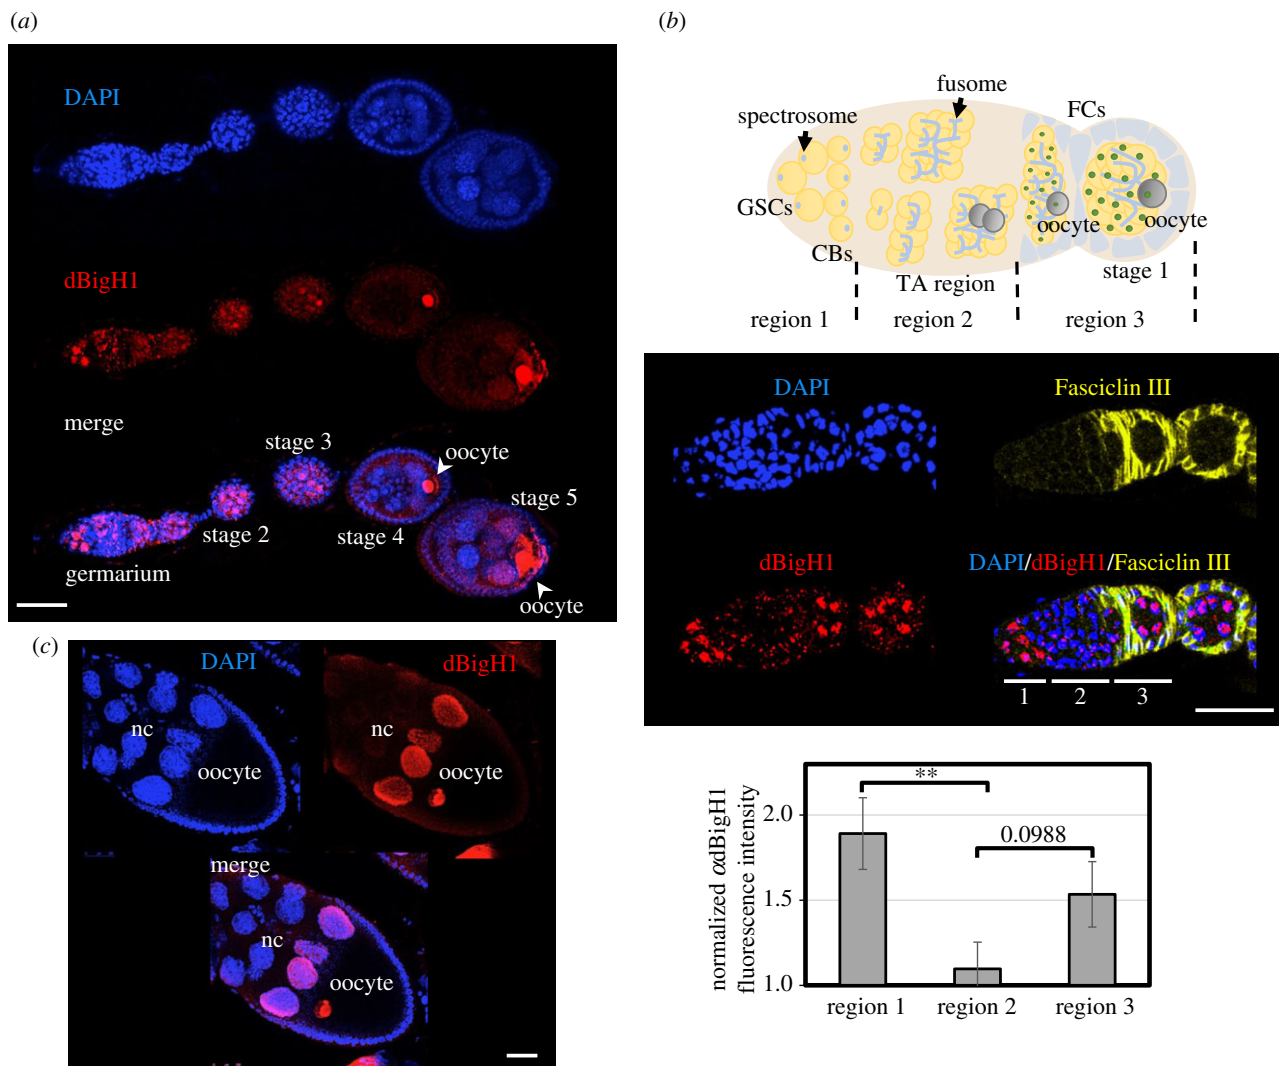 (a)
DAPI
dBigH1
merge
stage 3
oocyte
stage 5
stage 2
stage 4
germarium
oocyte
(b)
fusome
spectrosome
FCs
GSCs
oocyte
oocyte
CBs
stage 1
TA region
region 1
region 2
region 3
DAPI
Fasciclin III
dBigH1
DAPI/dBigH1/Fasciclin III
1
2
3
(c)
DAPI
dBigH1
nc
nc
oocyte
oocyte
merge
nc
oocyte
normalized αdBigH1
fluorescence intensity
2.0
1.5
1.0
**
0.0988
region 1
region 2
region 3